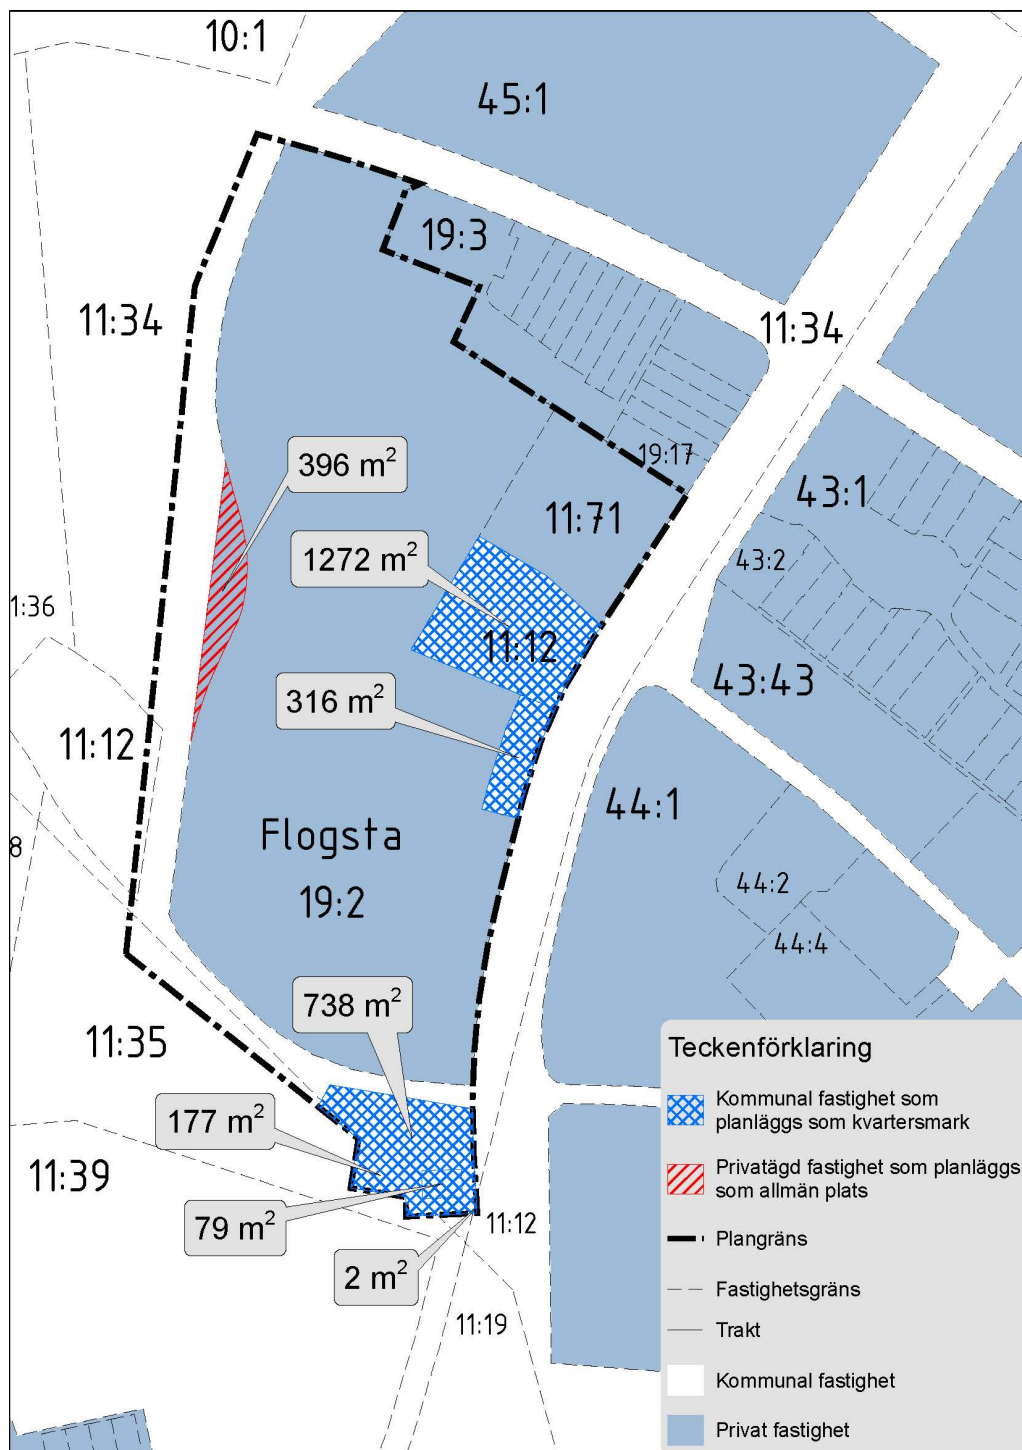 10:1
45:1
19:3
11:34
11:34
396 m²
19:17
43:1
11:71
1272 m²
43:2
1:36
11:12
43:43
316 m²
11:12
44:1
Flogsta
8
44:2
19:2
44:4
738 m²
11:35
Teckenförklaring
Kommunal fastighet som
planläggs som kvartersmark
177 m²
11:39
Privatägd fastighet som planläggs
som allmän plats
79 m²
11:12
Plangräns
2 m²
Fastighetsgräns
11:19
Trakt
Kommunal fastighet
Privat fastighet